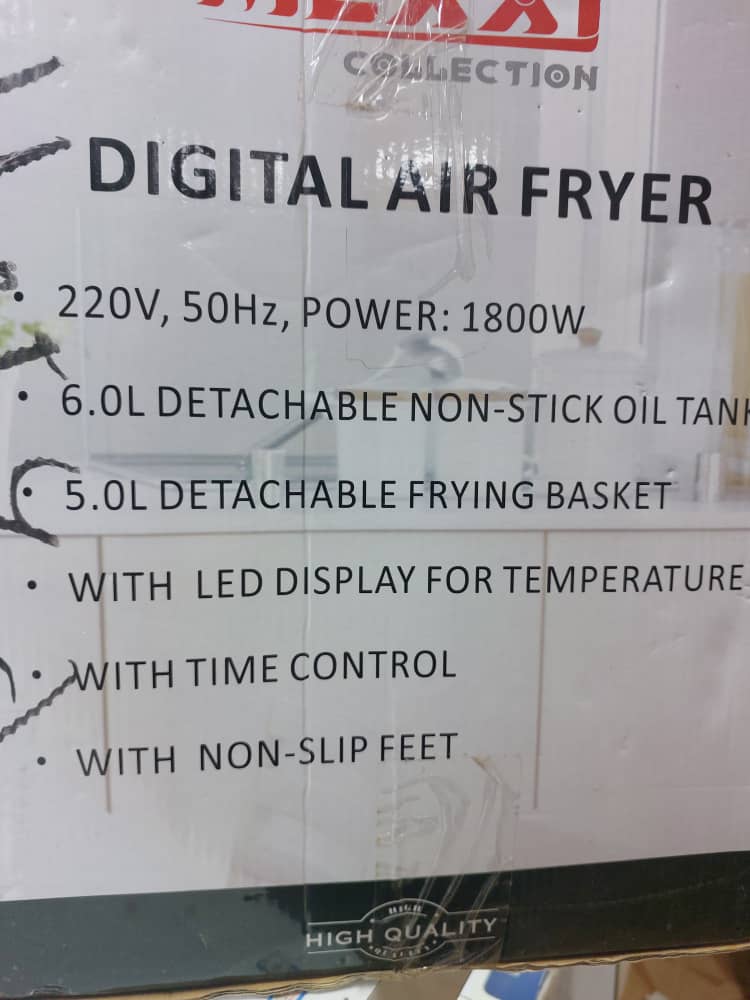 COLLECTION
DIGITAL AIR FRYER
• 220V, 50Hz, POWER: 1800W
• 6.0L DETACHABLE NON-STICK OIL TANK
• 5.0L DETACHABLE FRYING BASKET
• WITH LED DISPLAY FOR TEMPERATURE
• WITH TIME CONTROL
• WITH NON-SLIP FEET
HIGH
HIGH QUALITY